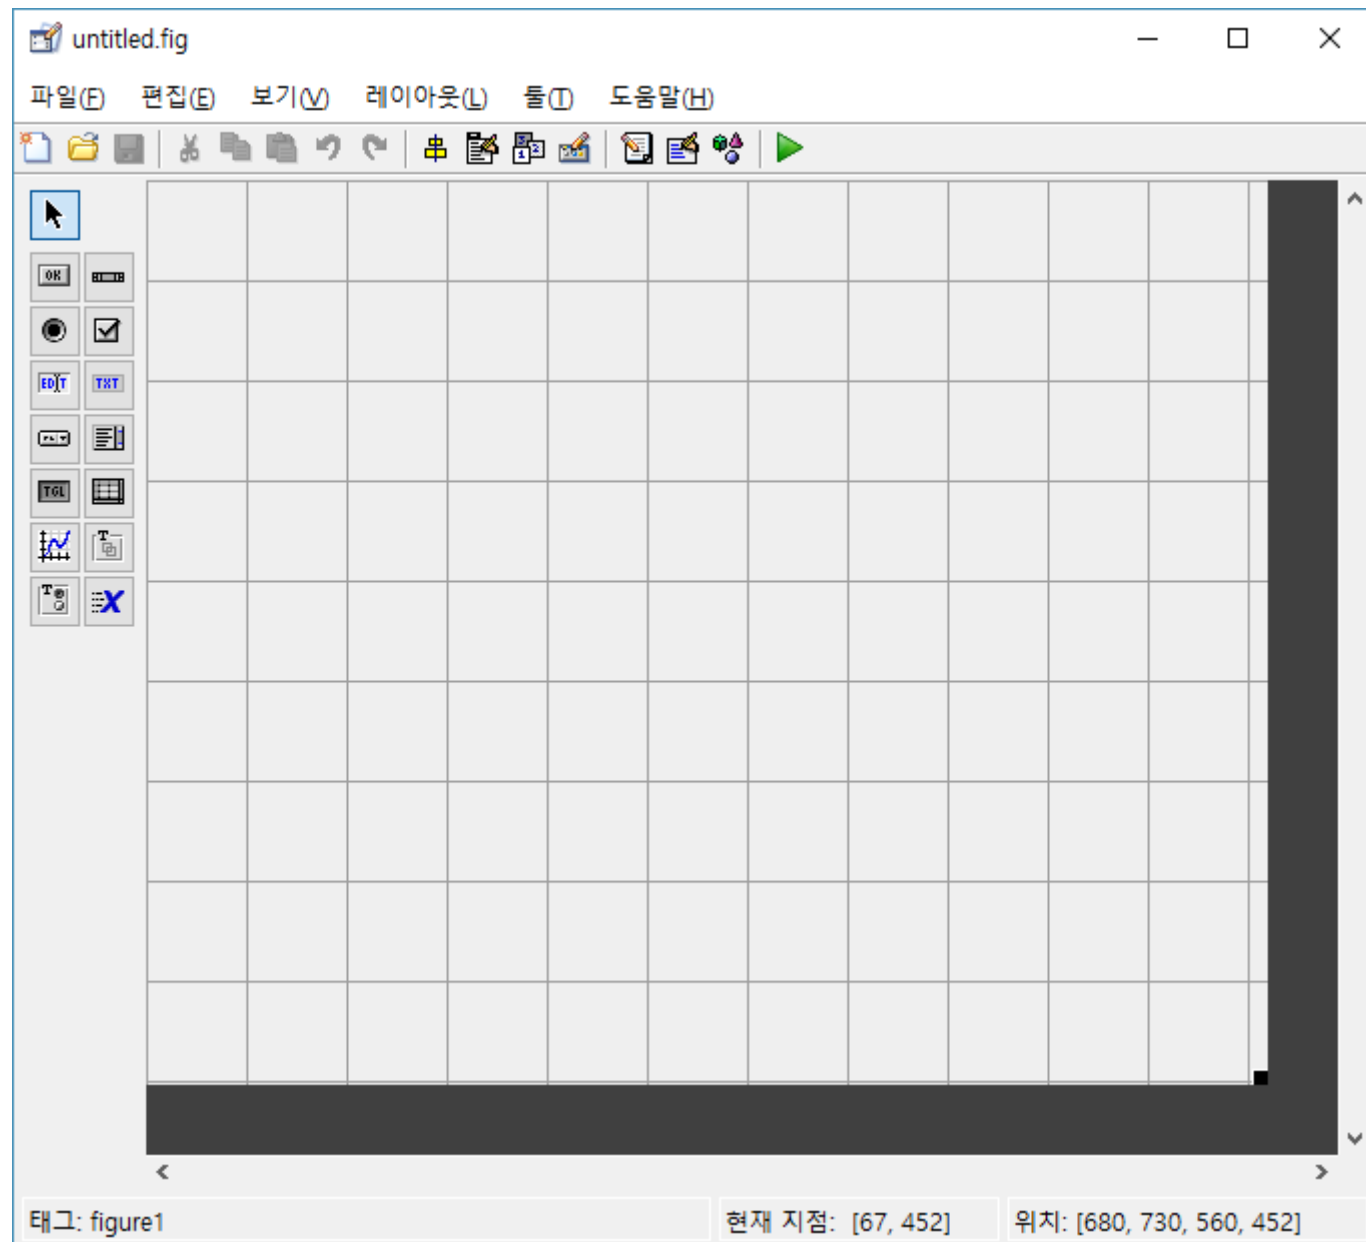 untitled.fig
파일(F) 편집(E) 보기(V) 레이아웃(L) 툴(T) 도움말(H)
OK
EDIT TXT
TGL
태그: figure1 현재 지점: [67, 452] 위치: [680, 730, 560, 452]